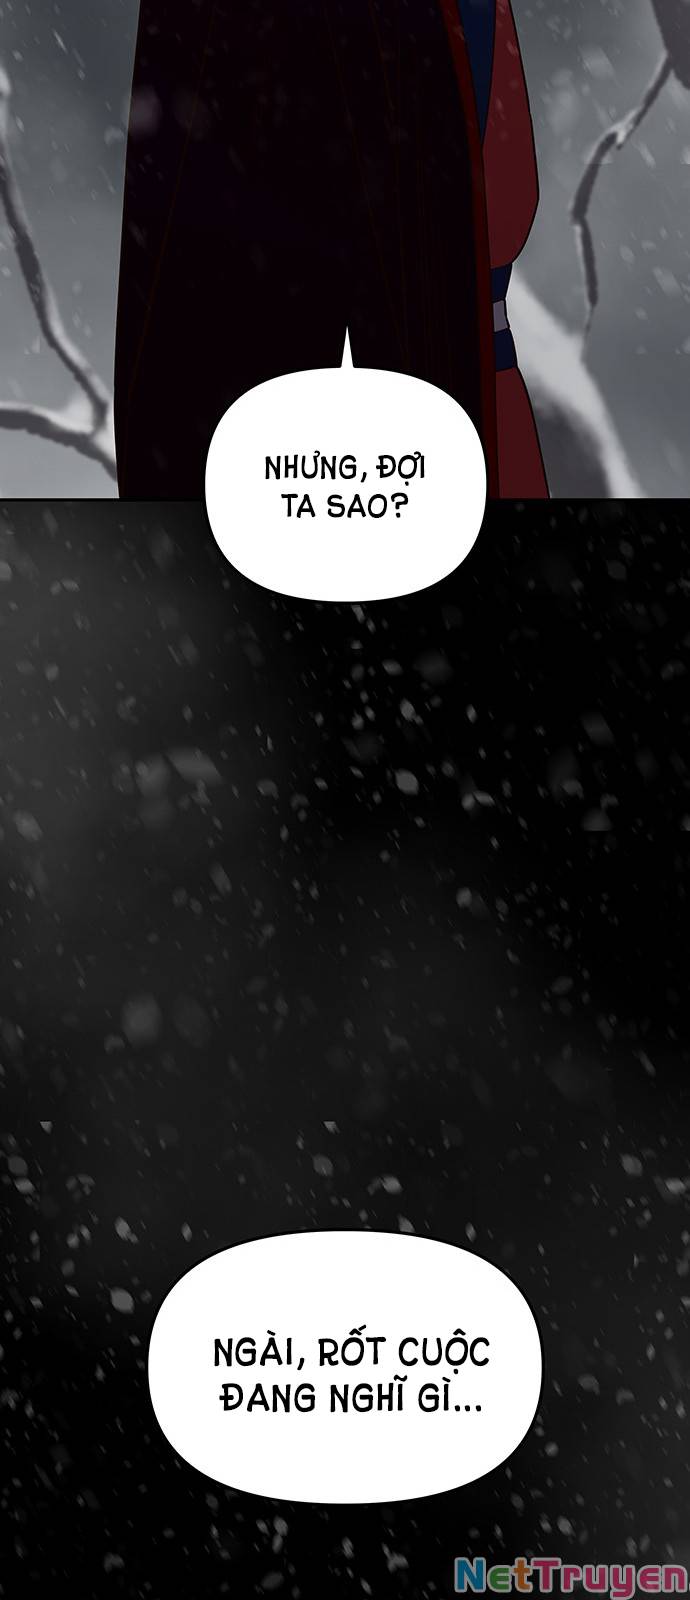 NHƯNG, ĐỢI
TA SAO?
NGÀI, RỐT CUỘC
ĐANG NGHĨ GÌ...
NetTruyen